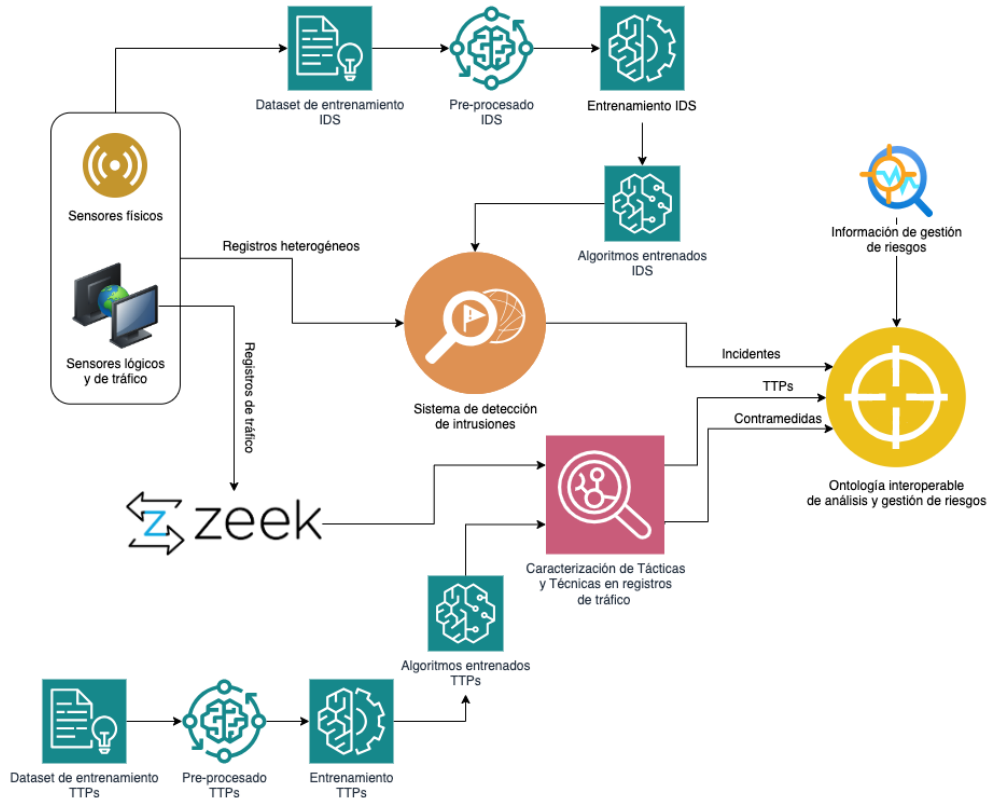 Dataset de entrenamiento
IDS
Pre-procesado
IDS
Entrenamiento IDS
Sensores físicos
Algoritmos entrenados
IDS
Información de gestión
de riesgos
Registros heterogéneos
Sensores lógicos
y de tráfico
Registros de tráfico
Incidentes
TTPs
Contramedidas
Sistema de detección
de intrusiones
Ontología interoperable
de análisis y gestión de riesgos
z zeek
Caracterización de Tácticas
y Técnicas en registros
de tráfico
Algoritmos entrenados
TTPs
Dataset de entrenamiento
TTPs
Pre-procesado
TTPs
Entrenamiento
TTPs